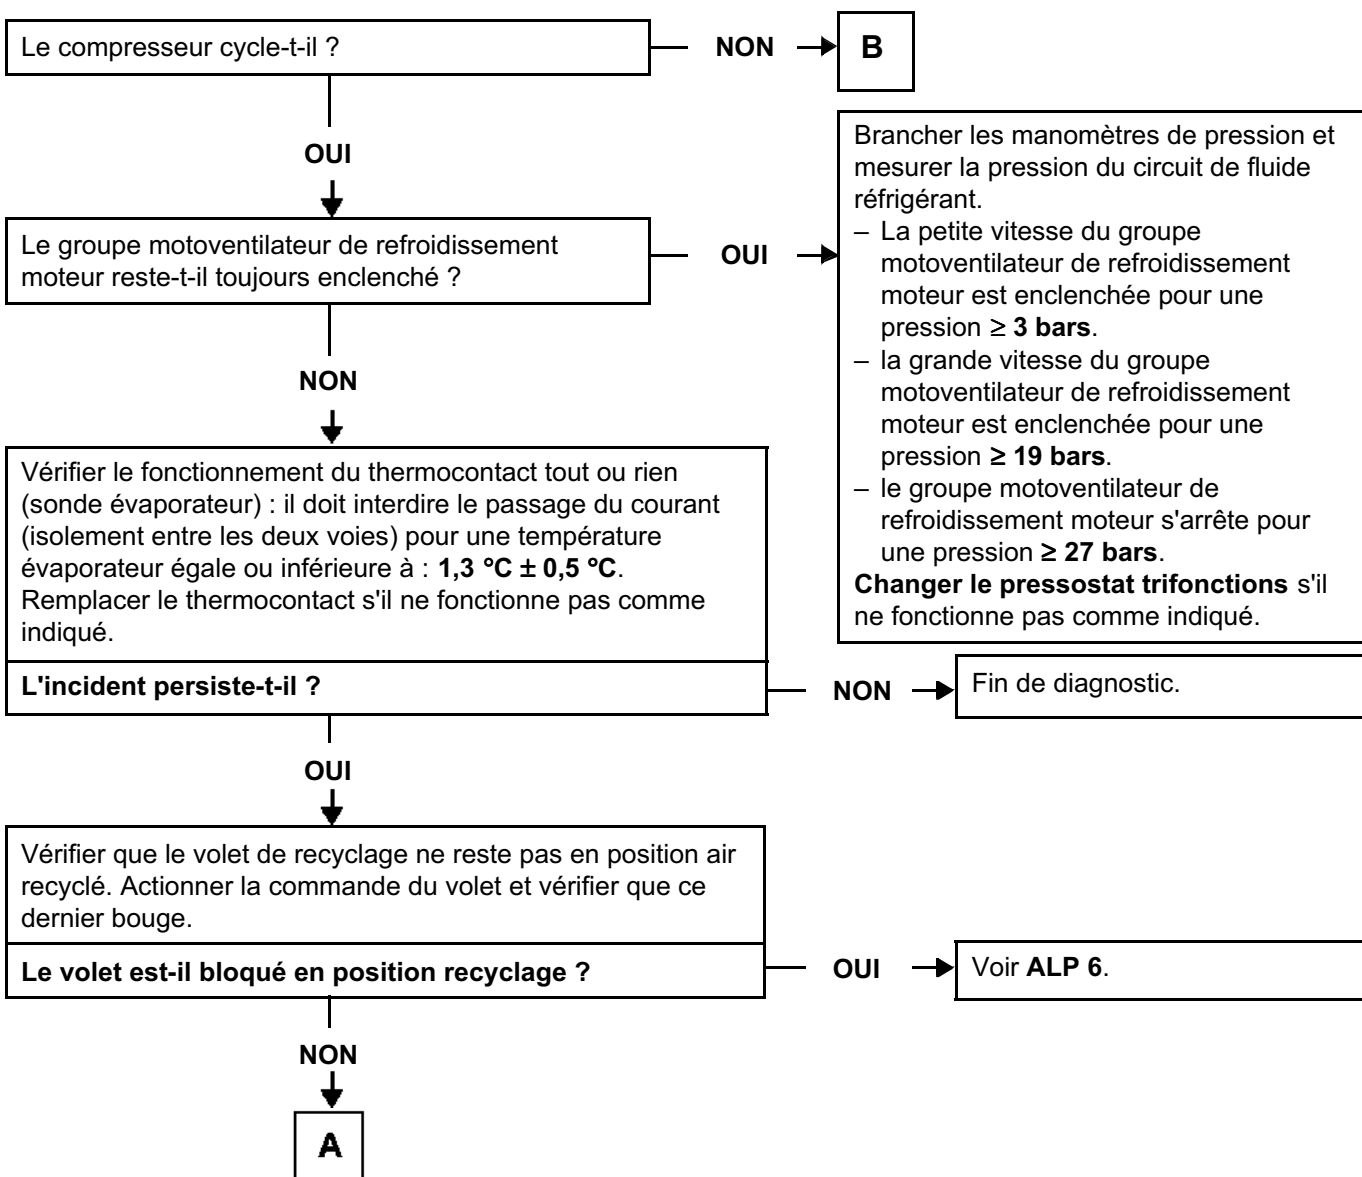 Le compresseur cycle-t-il ?
NON
B
OUI
Le groupe motoventilateur de refroidissement
moteur reste-t-il toujours enclenché ?
OUI
Brancher les manomètres de pression et
mesurer la pression du circuit de fluide
réfrigérant.
– La petite vitesse du groupe
motoventilateur de refroidissement
moteur est enclenchée pour une
pression ≥ 3 bars.
– la grande vitesse du groupe
motoventilateur de refroidissement
moteur est enclenchée pour une
pression ≥ 19 bars.
– le groupe motoventilateur de
refroidissement moteur s'arrête pour
une pression ≥ 27 bars.
Changer le pressostat trifonctions s'il
ne fonctionne pas comme indiqué.
NON
Vérifier le fonctionnement du thermocontact tout ou rien
(sonde évaporateur) : il doit interdire le passage du courant
(isolement entre les deux voies) pour une température
évaporateur égale ou inférieure à : 1,3 °C ± 0,5 °C.
Remplacer le thermocontact s'il ne fonctionne pas comme
indiqué.
L'incident persiste-t-il ?
NON
Fin de diagnostic.
OUI
Vérifier que le volet de recyclage ne reste pas en position air
recyclé. Actionner la commande du volet et vérifier que ce
dernier bouge.
Le volet est-il bloqué en position recyclage ?
OUI
Voir ALP 6.
NON
A